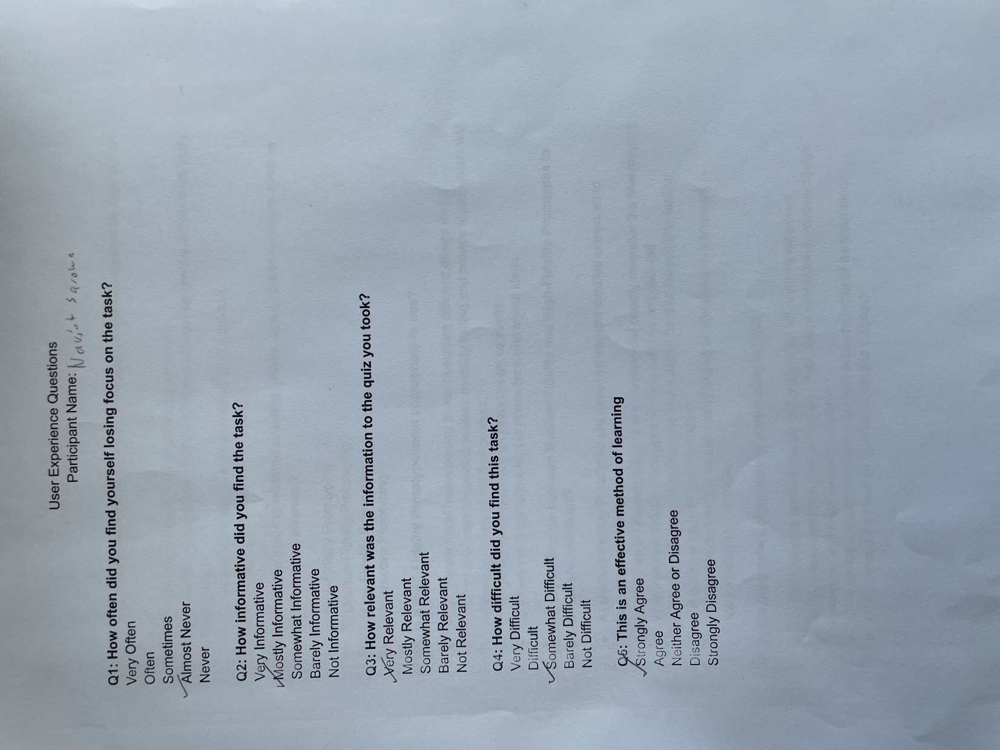 User Experience Questions
Participant Name: Navjot Sarowa
Q1: How often did you find yourself losing focus on the task?
Very Often
Often
Sometimes
Almost Never
Never
Q2: How informative did you find the task?
Very Informative
Mostly Informative
Somewhat Informative
Barely Informative
Not Informative
Q3: How relevant was the information to the quiz you took?
Very Relevant
Mostly Relevant
Somewhat Relevant
Barely Relevant
Not Relevant
Q4: How difficult did you find this task?
Very Difficult
Difficult
Somewhat Difficult
Barely Difficult
Not Difficult
Q5: This is an effective method of learning
Strongly Agree
Agree
Neither Agree or Disagree
Disagree
Strongly Disagree